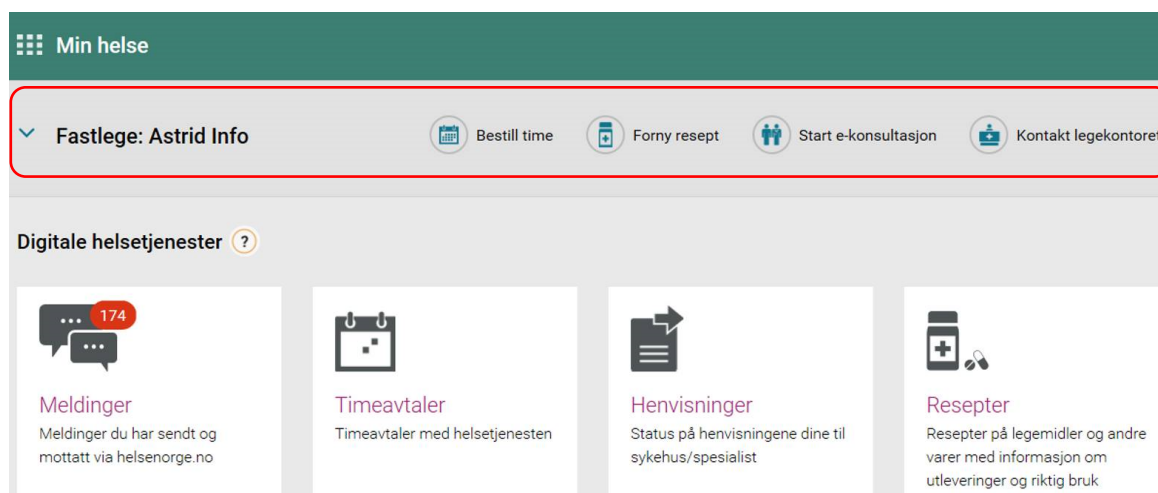 Min helse
Fastlege: Astrid Info
Bestill time
Forny resept
Start e-konsultasjon
Kontakt legekontoret
Digitale helsetjenester ?
174
Meldinger
Meldinger du har sendt og
mottatt via helsenorge.no
Timeavtaler
Timeavtaler med helsetjenesten
Henvisninger
Status på henvisningene dine til
sykehus/spesialist
Resepter
Resepter på legemidler og andre
varer med informasjon om
utleveringer og riktig bruk